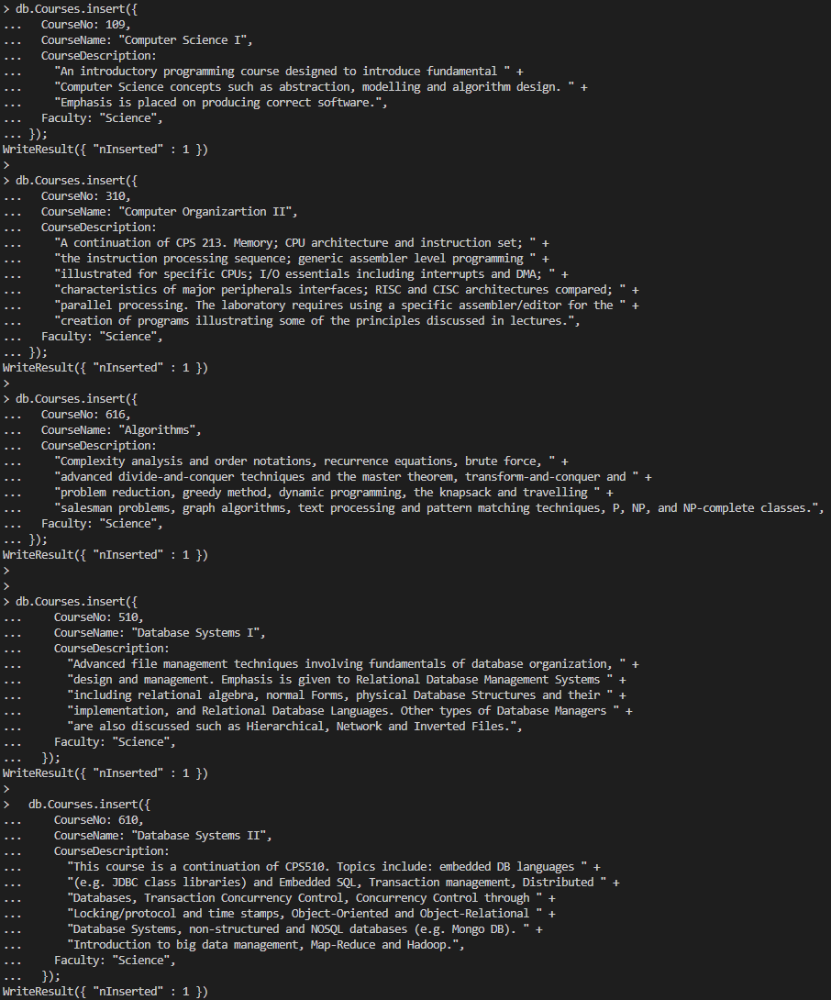 > db.Courses.insert({
...   CourseNo: 109,
...   CourseName: "Computer Science I",
...   CourseDescription:
...     "An introductory programming course designed to introduce fundamental " +
...     "Computer Science concepts such as abstraction, modelling and algorithm design. " +
...     "Emphasis is placed on producing correct software.",
...   Faculty: "Science",
... });
WriteResult({ "nInserted" : 1 })
>
> db.Courses.insert({
...   CourseNo: 310,
...   CourseName: "Computer Organizartion II",
...   CourseDescription:
...     "A continuation of CPS 213. Memory; CPU architecture and instruction set; " +
...     "the instruction processing sequence; generic assembler level programming " +
...     "illustrated for specific CPUs; I/O essentials including interrupts and DMA; " +
...     "characteristics of major peripherals interfaces; RISC and CISC architectures compared; " +
...     "parallel processing. The laboratory requires using a specific assembler/editor for the " +
...     "creation of programs illustrating some of the principles discussed in lectures.",
...   Faculty: "Science",
... });
WriteResult({ "nInserted" : 1 })
>
> db.Courses.insert({
...   CourseNo: 616,
...   CourseName: "Algorithms",
...   CourseDescription:
...     "Complexity analysis and order notations, recurrence equations, brute force, " +
...     "advanced divide-and-conquer techniques and the master theorem, transform-and-conquer and " +
...     "problem reduction, greedy method, dynamic programming, the knapsack and travelling " +
...     "salesman problems, graph algorithms, text processing and pattern matching techniques, P, NP, and NP-complete classes.",
...   Faculty: "Science",
... });
WriteResult({ "nInserted" : 1 })
>
>
> db.Courses.insert({
...     CourseNo: 510,
...     CourseName: "Database Systems I",
...     CourseDescription:
...       "Advanced file management techniques involving fundamentals of database organization, " +
...       "design and management. Emphasis is given to Relational Database Management Systems " +
...       "including relational algebra, normal Forms, physical Database Structures and their " +
...       "implementation, and Relational Database Languages. Other types of Database Managers " +
...       "are also discussed such as Hierarchical, Network and Inverted Files.",
...     Faculty: "Science",
...   });
WriteResult({ "nInserted" : 1 })
>
>   db.Courses.insert({
...     CourseNo: 610,
...     CourseName: "Database Systems II",
...     CourseDescription:
...       "This course is a continuation of CPS510. Topics include: embedded DB languages " +
...       "(e.g. JDBC class libraries) and Embedded SQL, Transaction management, Distributed " +
...       "Databases, Transaction Concurrency Control, Concurrency Control through " +
...       "Locking/protocol and time stamps, Object-Oriented and Object-Relational " +
...       "Database Systems, non-structured and NOSQL databases (e.g. Mongo DB). " +
...       "Introduction to big data management, Map-Reduce and Hadoop.",
...     Faculty: "Science",
...   });
WriteResult({ "nInserted" : 1 })